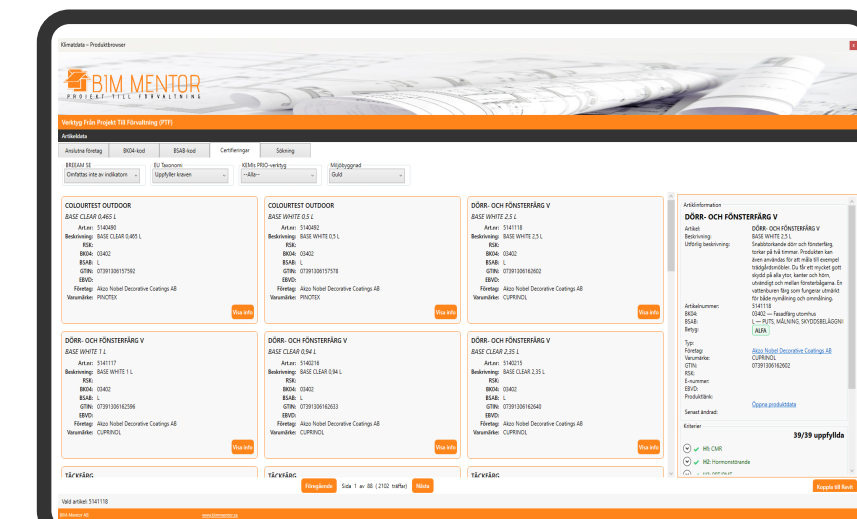 Klimatdata – Produktbrowser
x
BIM MENTOR
PROJEKT TILL FÖRVALTNING
Verktyg Från Projekt Till Förvaltning (PTF)
Artikeldata
Anslutna företag BK04-kod BSAB-kod Certifieringar Sökning
BREEAM SE EU Taxonomi KEMIs PRIO-verktyg Miljöbyggnad
Omfattas inte av indikatorn Uppfyller kraven --Alla-- Guld
COLOURTEST OUTDOOR
BASE CLEAR 0,465 L
Art.nr: 5140490
Beskrivning: BASE CLEAR 0,465 L
RSK:
BK04: 03402
BSAB: L
GTIN: 07391306157592
EBVD:
Företag: Akzo Nobel Decorative Coatings AB
Varumärke: PINOTEX
Visa info
COLOURTEST OUTDOOR
BASE WHITE 0,5 L
Art.nr: 5140492
Beskrivning: BASE WHITE 0,5 L
RSK:
BK04: 03402
BSAB: L
GTIN: 07391306157578
EBVD:
Företag: Akzo Nobel Decorative Coatings AB
Varumärke: PINOTEX
Visa info
DÖRR- OCH FÖNSTERFÄRG V
BASE WHITE 2,5 L
Art.nr: 5141118
Beskrivning: BASE WHITE 2,5 L
RSK:
BK04: 03402
BSAB: L
GTIN: 07391306162602
EBVD:
Företag: Akzo Nobel Decorative Coatings AB
Varumärke: CUPRINOL
Visa info
DÖRR- OCH FÖNSTERFÄRG V
BASE WHITE 1 L
Art.nr: 5141117
Beskrivning: BASE WHITE 1 L
RSK:
BK04: 03402
BSAB: L
GTIN: 07391306162596
EBVD:
Företag: Akzo Nobel Decorative Coatings AB
Varumärke: CUPRINOL
Visa info
DÖRR- OCH FÖNSTERFÄRG V
BASE CLEAR 0,94 L
Art.nr: 5140216
Beskrivning: BASE CLEAR 0,94 L
RSK:
BK04: 03402
BSAB: L
GTIN: 07391306162633
EBVD:
Företag: Akzo Nobel Decorative Coatings AB
Varumärke: CUPRINOL
Visa info
DÖRR- OCH FÖNSTERFÄRG V
BASE CLEAR 2,35 L
Art.nr: 5140215
Beskrivning: BASE CLEAR 2,35 L
RSK:
BK04: 03402
BSAB: L
GTIN: 07391306162640
EBVD:
Företag: Akzo Nobel Decorative Coatings AB
Varumärke: CUPRINOL
Visa info
TÄCKFÄRG
TÄCKFÄRG
TÄCKFÄRG
Artikelinformation
DÖRR- OCH FÖNSTERFÄRG V
Artikel DÖRR- OCH FÖNSTERFÄRG V
Beskrivning: BASE WHITE 2,5 L
Utförlig beskrivning: Snabbtorkande dörr och fönsterfärg,
torkar på två timmar. Produkten kan
även användas för att måla till exempel
trädgårdsmöbler. Du får ett mycket gott
skydd på alla ytor, kanter och hörn,
utvändigt och mellan fönsterbågarna. En
vattenburen färg som fungerar utmärkt
för både nymålning och ommålning.
Artikelnummer: 5141118
BK04: 03402 — Fasadfärg utomhus
BSAB: L — PUTS, MÅLNING, SKYDDSBELÄGGNI
Betyg: ALFA
Typ:
Företag: Akzo Nobel Decorative Coatings AB
Varumärke: CUPRINOL
GTIN: 07391306162602
RSK:
E-nummer:
EBVD:
Produktlänk:
Öppna produktdata
Senast ändrad:
Kriterier
39/39 uppfyllda
H1: CMR
H2: Hormonstörande
Föregående Sida 1 av 88 (2102 träffar) Nästa
Koppla till Revit
Vald artikel: 5141118
BIM Mentor AB www.bimmentor.se